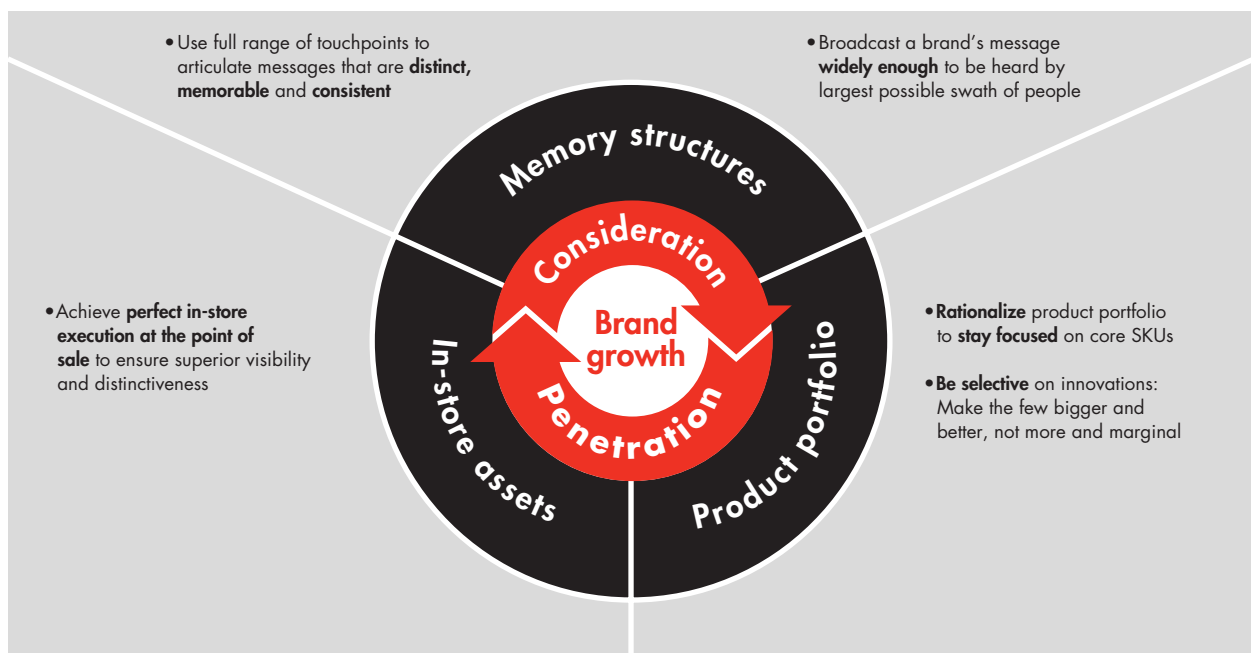 • Use full range of touchpoints to
articulate messages that are distinct,
memorable and consistent
• Broadcast a brand’s message
widely enough to be heard by
largest possible swath of people
Memory structures
Consideration
Brand
growth
Penetration
In-store assets
Product portfolio
• Achieve perfect in-store
execution at the point of
sale to ensure superior visibility
and distinctiveness
• Rationalize product portfolio
to stay focused on core SKUs
• Be selective on innovations:
Make the few bigger and
better, not more and marginal